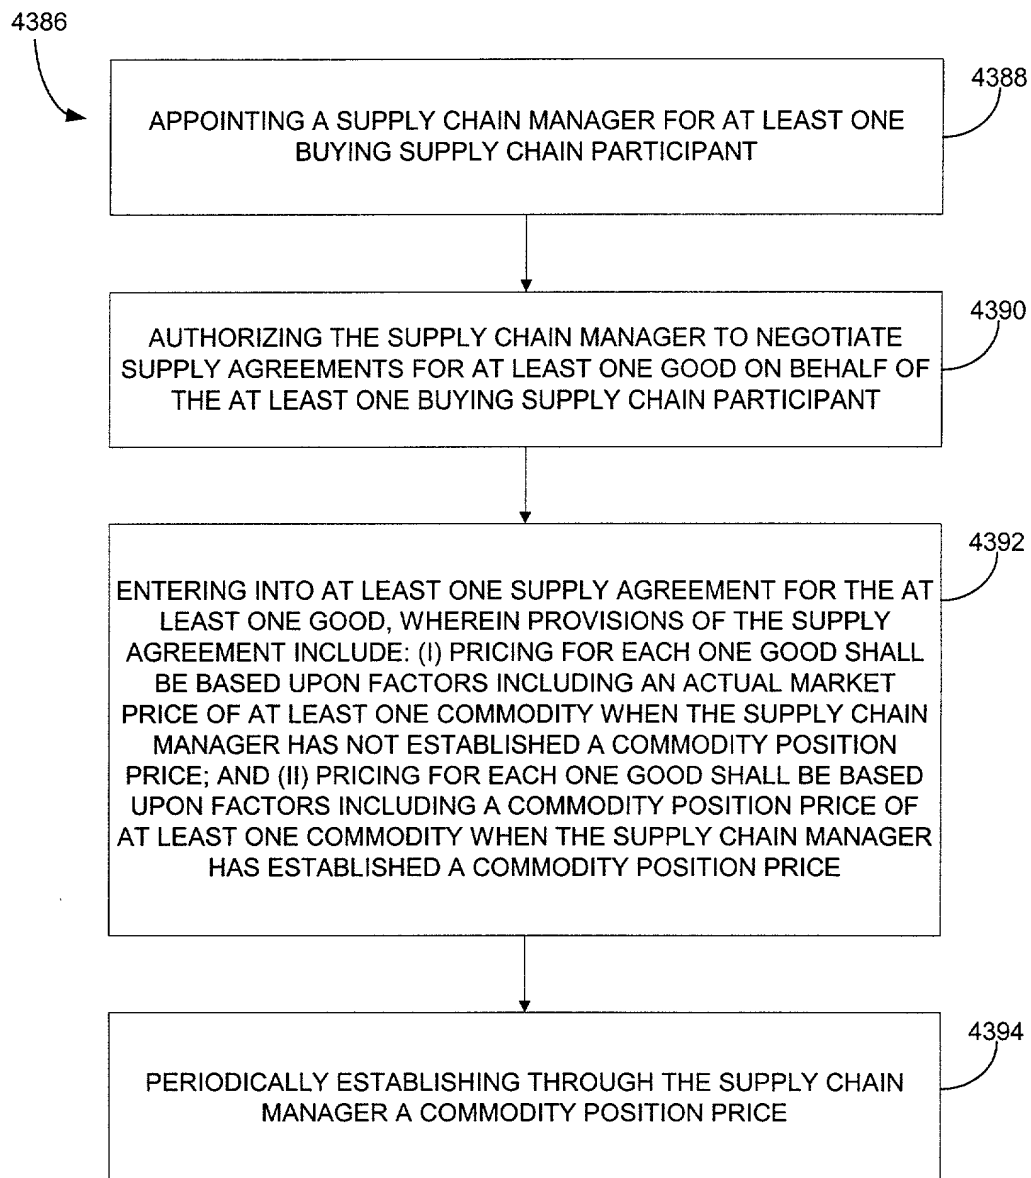 4386
4388
APPOINTING A SUPPLY CHAIN MANAGER FOR AT LEAST ONE
BUYING SUPPLY CHAIN PARTICIPANT
4390
AUTHORIZING THE SUPPLY CHAIN MANAGER TO NEGOTIATE
SUPPLY AGREEMENTS FOR AT LEAST ONE GOOD ON BEHALF OF
THE AT LEAST ONE BUYING SUPPLY CHAIN PARTICIPANT
4392
ENTERING INTO AT LEAST ONE SUPPLY AGREEMENT FOR THE AT
LEAST ONE GOOD, WHEREIN PROVISIONS OF THE SUPPLY
AGREEMENT INCLUDE: (I) PRICING FOR EACH ONE GOOD SHALL
BE BASED UPON FACTORS INCLUDING AN ACTUAL MARKET
PRICE OF AT LEAST ONE COMMODITY WHEN THE SUPPLY CHAIN
MANAGER HAS NOT ESTABLISHED A COMMODITY POSITION
PRICE; AND (II) PRICING FOR EACH ONE GOOD SHALL BE BASED
UPON FACTORS INCLUDING A COMMODITY POSITION PRICE OF
AT LEAST ONE COMMODITY WHEN THE SUPPLY CHAIN MANAGER
HAS ESTABLISHED A COMMODITY POSITION PRICE
4394
PERIODICALLY ESTABLISHING THROUGH THE SUPPLY CHAIN
MANAGER A COMMODITY POSITION PRICE